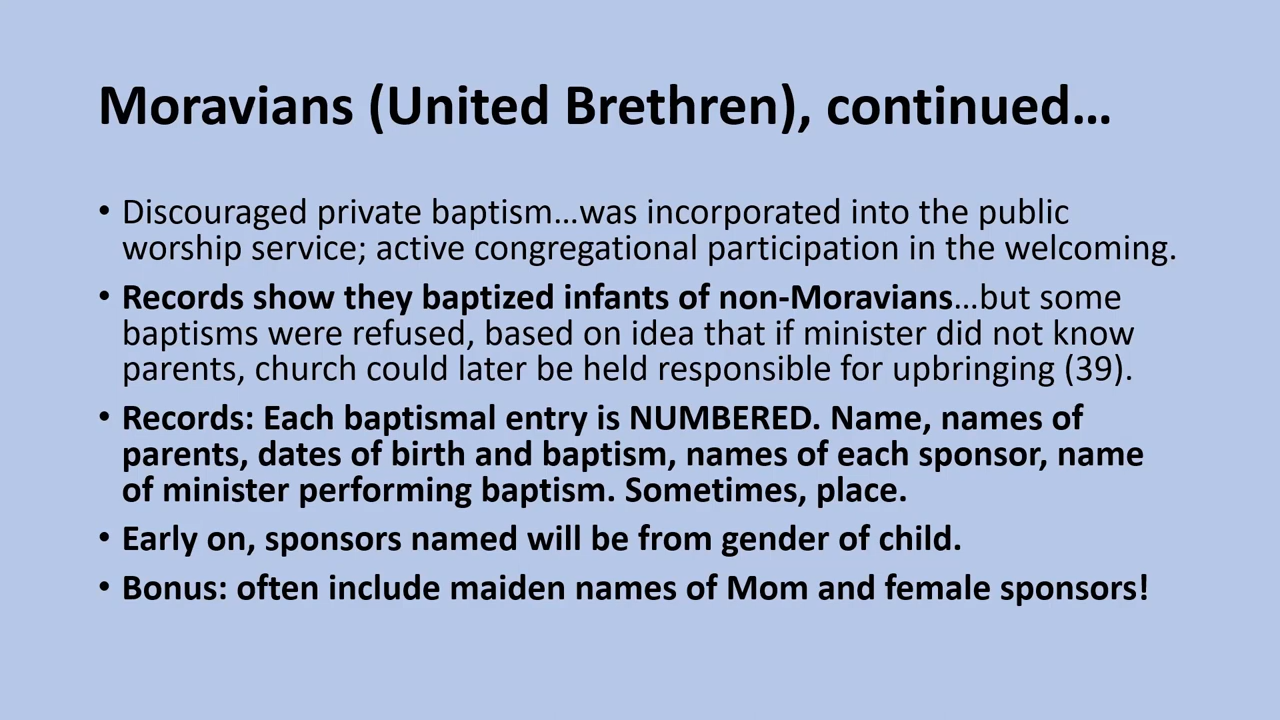 Moravians (United Brethren), continued…
• Discouraged private baptism…was incorporated into the public
worship service; active congregational participation in the welcoming.
• Records show they baptized infants of non-Moravians…but some
baptisms were refused, based on idea that if minister did not know
parents, church could later be held responsible for upbringing (39).
• Records: Each baptismal entry is NUMBERED. Name, names of
parents, dates of birth and baptism, names of each sponsor, name
of minister performing baptism. Sometimes, place.
• Early on, sponsors named will be from gender of child.
• Bonus: often include maiden names of Mom and female sponsors!